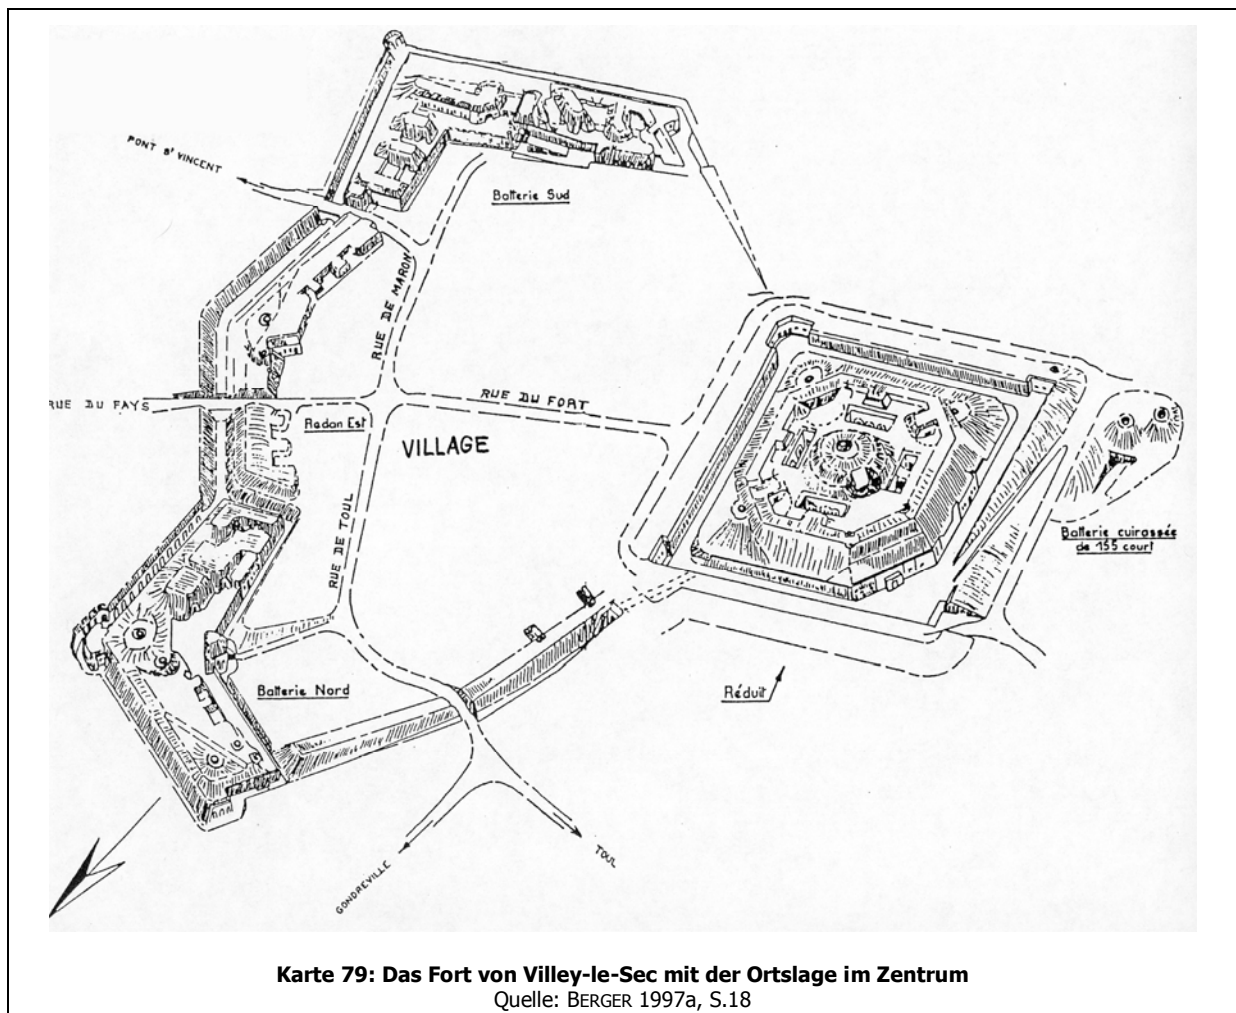 PONT St VINCENT
Batterie Sud
RUE DE MARON
RUE DU FAYS
RUE DU FORT
Redan Est
VILLAGE
RUE DE TOUL
Batterie cuirassée
de 155 court
Batterie Nord
Réduit
GONDREVILLE
TOUL
Karte 79: Das Fort von Villey-le-Sec mit der Ortslage im Zentrum
Quelle: BERGER 1997a, S.18